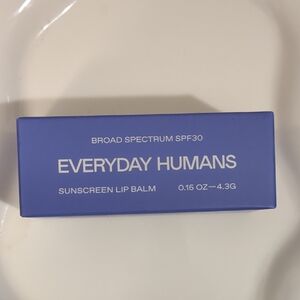 BROAD SPECTRUM SPF30
EVERYDAY HUMANS
SUNSCREEN LIP BALM 0.15 OZ—4.3G